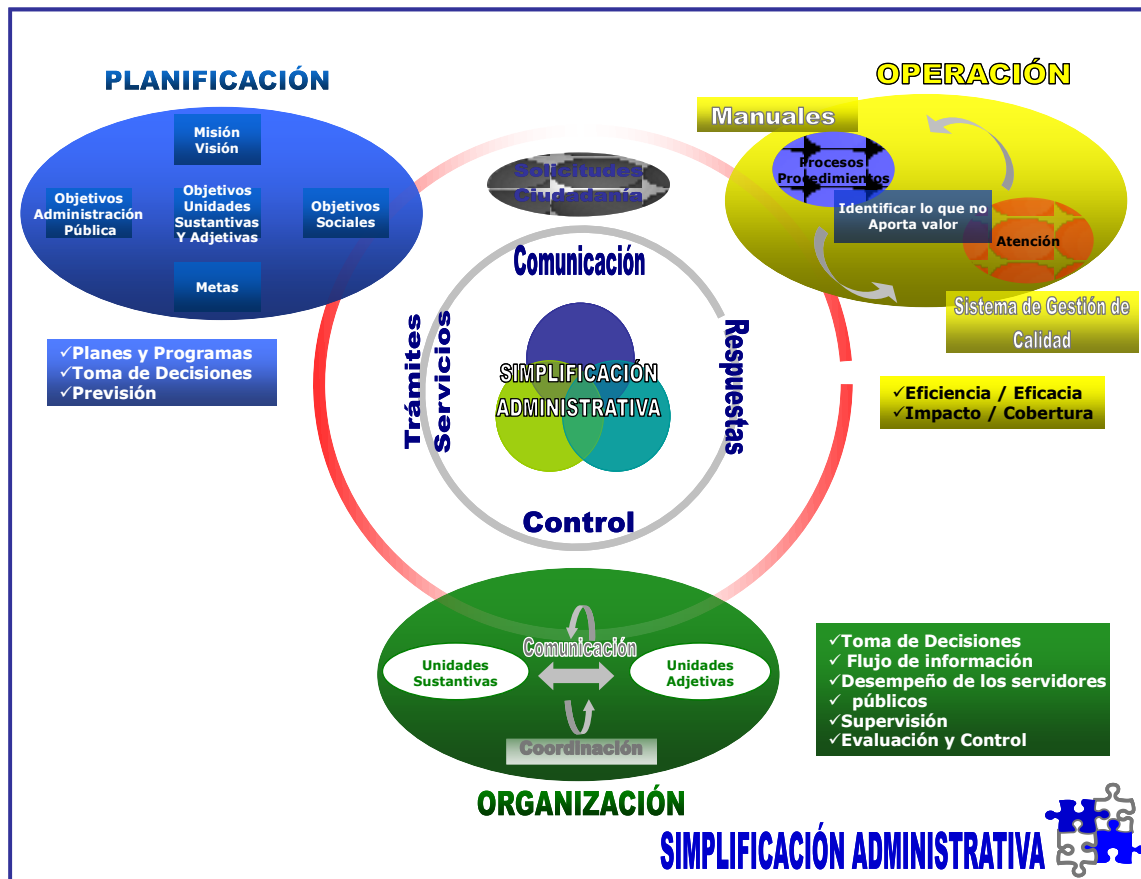 PLANIFICACIÓN
Misión
Visión
Objetivos
Administración
Pública
Objetivos
Unidades
Sustantivas
Y Adjetivas
Objetivos
Sociales
Metas
✓Planes y Programas
✓Toma de Decisiones
✓Previsión
OPERACIÓN
Manuales
Procesos
Procedimientos
Identificar lo que no
Aporta valor
Atención
Sistema de Gestión de
Calidad
✓Eficiencia / Eficacia
✓Impacto / Cobertura
Solicitudes
Ciudadanía
Comunicación
Trámites
Servicios
SIMPLIFICACIÓN
ADMINISTRATIVA
Respuestas
Control
Comunicación
Unidades
Sustantivas
Unidades
Adjetivas
Coordinación
ORGANIZACIÓN
✓Toma de Decisiones
✓ Flujo de información
✓Desempeño de los servidores
✓ públicos
✓Supervisión
✓Evaluación y Control
SIMPLIFICACIÓN ADMINISTRATIVA